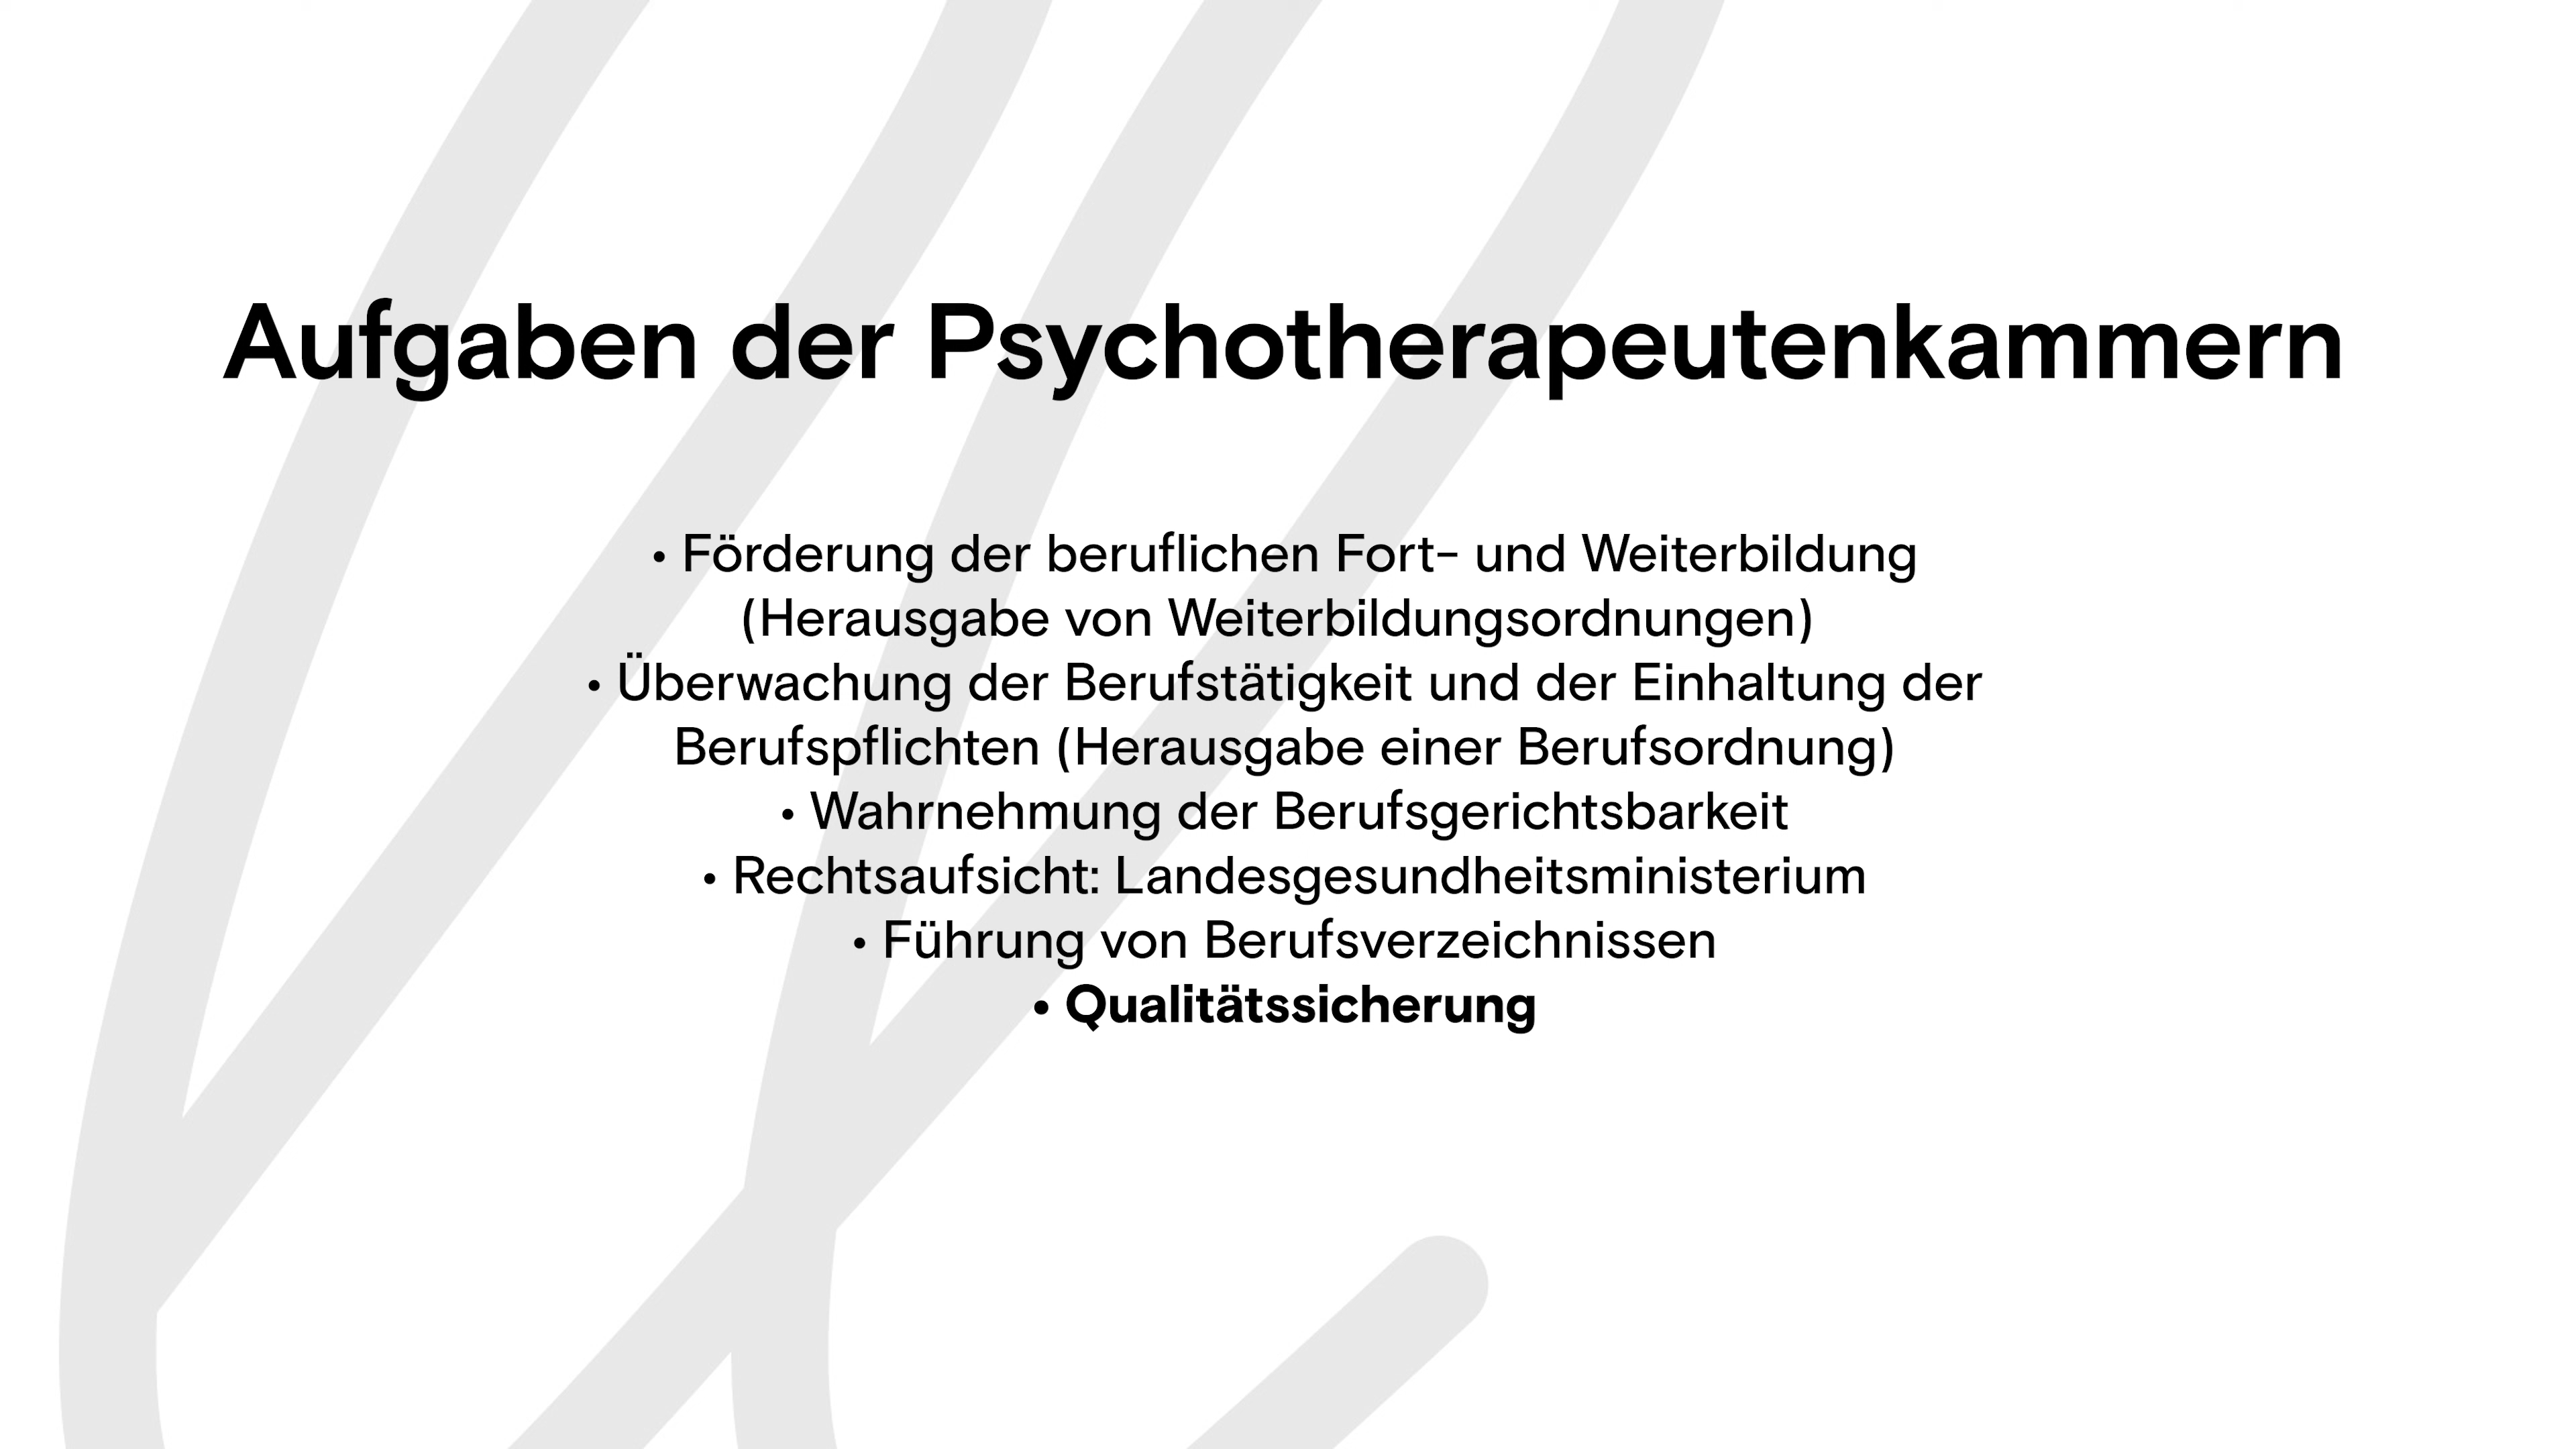 Aufgaben der Psychotherapeutenkammern
• Förderung der beruflichen Fort- und Weiterbildung
(Herausgabe von Weiterbildungsordnungen)
• Überwachung der Berufstätigkeit und der Einhaltung der
Berufspflichten (Herausgabe einer Berufsordnung)
• Wahrnehmung der Berufsgerichtsbarkeit
• Rechtsaufsicht: Landesgesundheitsministerium
• Führung von Berufsverzeichnissen
• Qualitätssicherung